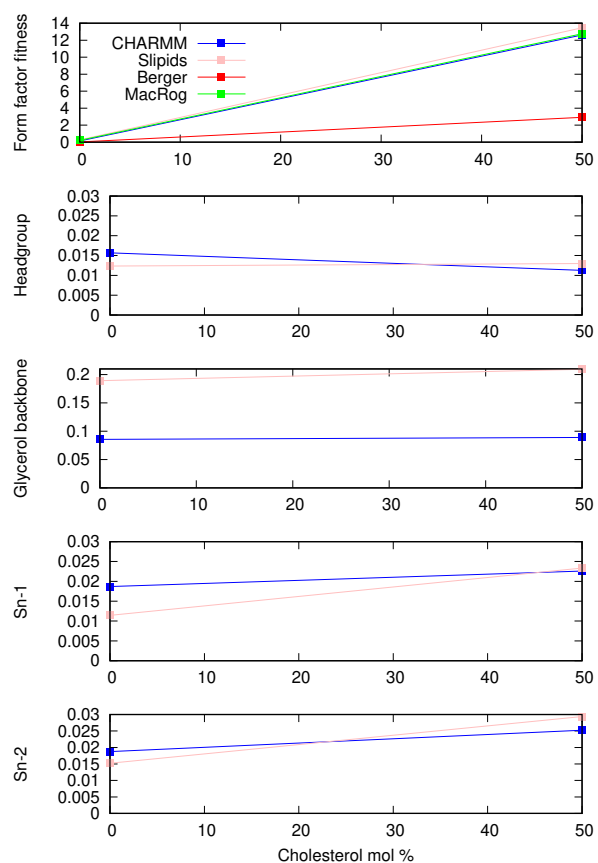 Form factor fitness
14
12
10
8
6
4
2
0
CHARMM
Slipids
Berger
MacRog
0 10 20 30 40 50
Headgroup
0.03
0.025
0.02
0.015
0.01
0.005
0
0 10 20 30 40 50
Glycerol backbone
0.2
0.15
0.1
0.05
0
0 10 20 30 40 50
Sn-1
0.03
0.025
0.02
0.015
0.01
0.005
0
0 10 20 30 40 50
Sn-2
0.03
0.025
0.02
0.015
0.01
0.005
0
0 10 20 30 40 50
Cholesterol mol %